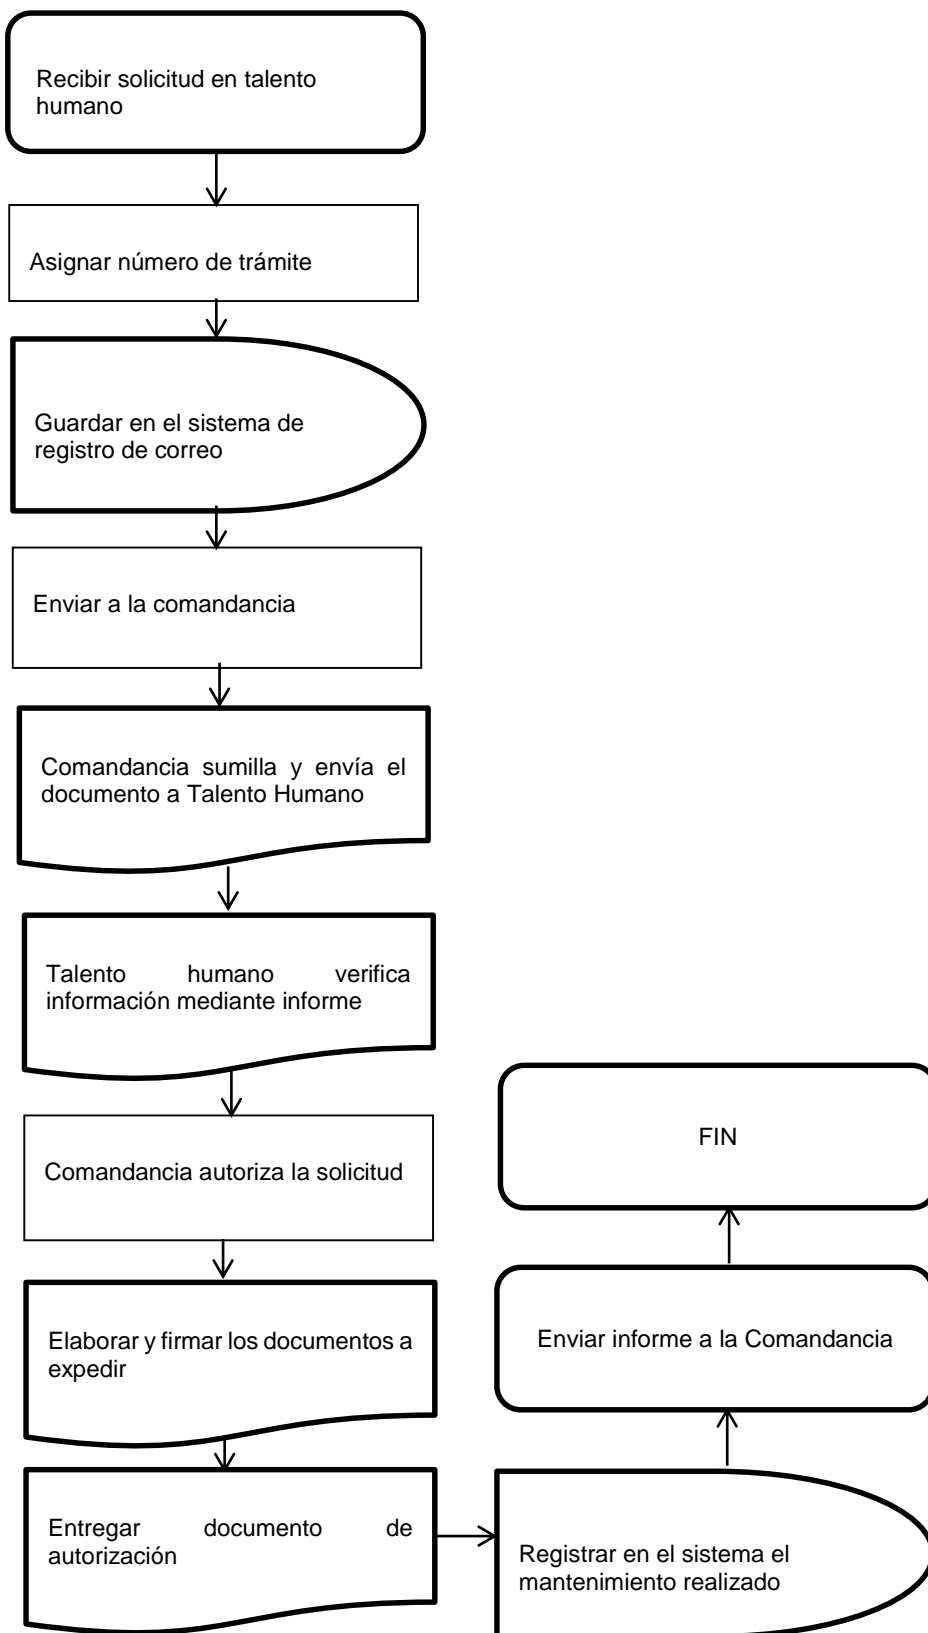 Recibir solicitud en talento
humano
Asignar número de trámite
Guardar en el sistema de
registro de correo
Enviar a la comandancia
Comandancia sumilla y envía el
documento a Talento Humano
Talento humano verifica
información mediante informe
Comandancia autoriza la solicitud
Elaborar y firmar los documentos a
expedir
Entregar documento de
autorización
Registrar en el sistema el
mantenimiento realizado
Enviar informe a la Comandancia
FIN